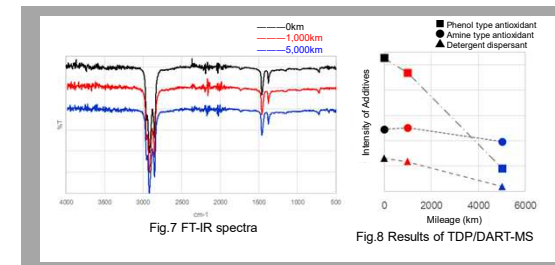 ———0km
———1,000km
———5,000km
%T
4000 3500 3000 2500 2000 1500 1000 600
cm-1
Fig.7 FT-IR spectra
Phenol type antioxidant
Amine type antioxidant
Detergent dispersant
Intensity of Additives
0 2000 4000 6000
Mileage (km)
Fig.8 Results of TDP/DART-MS